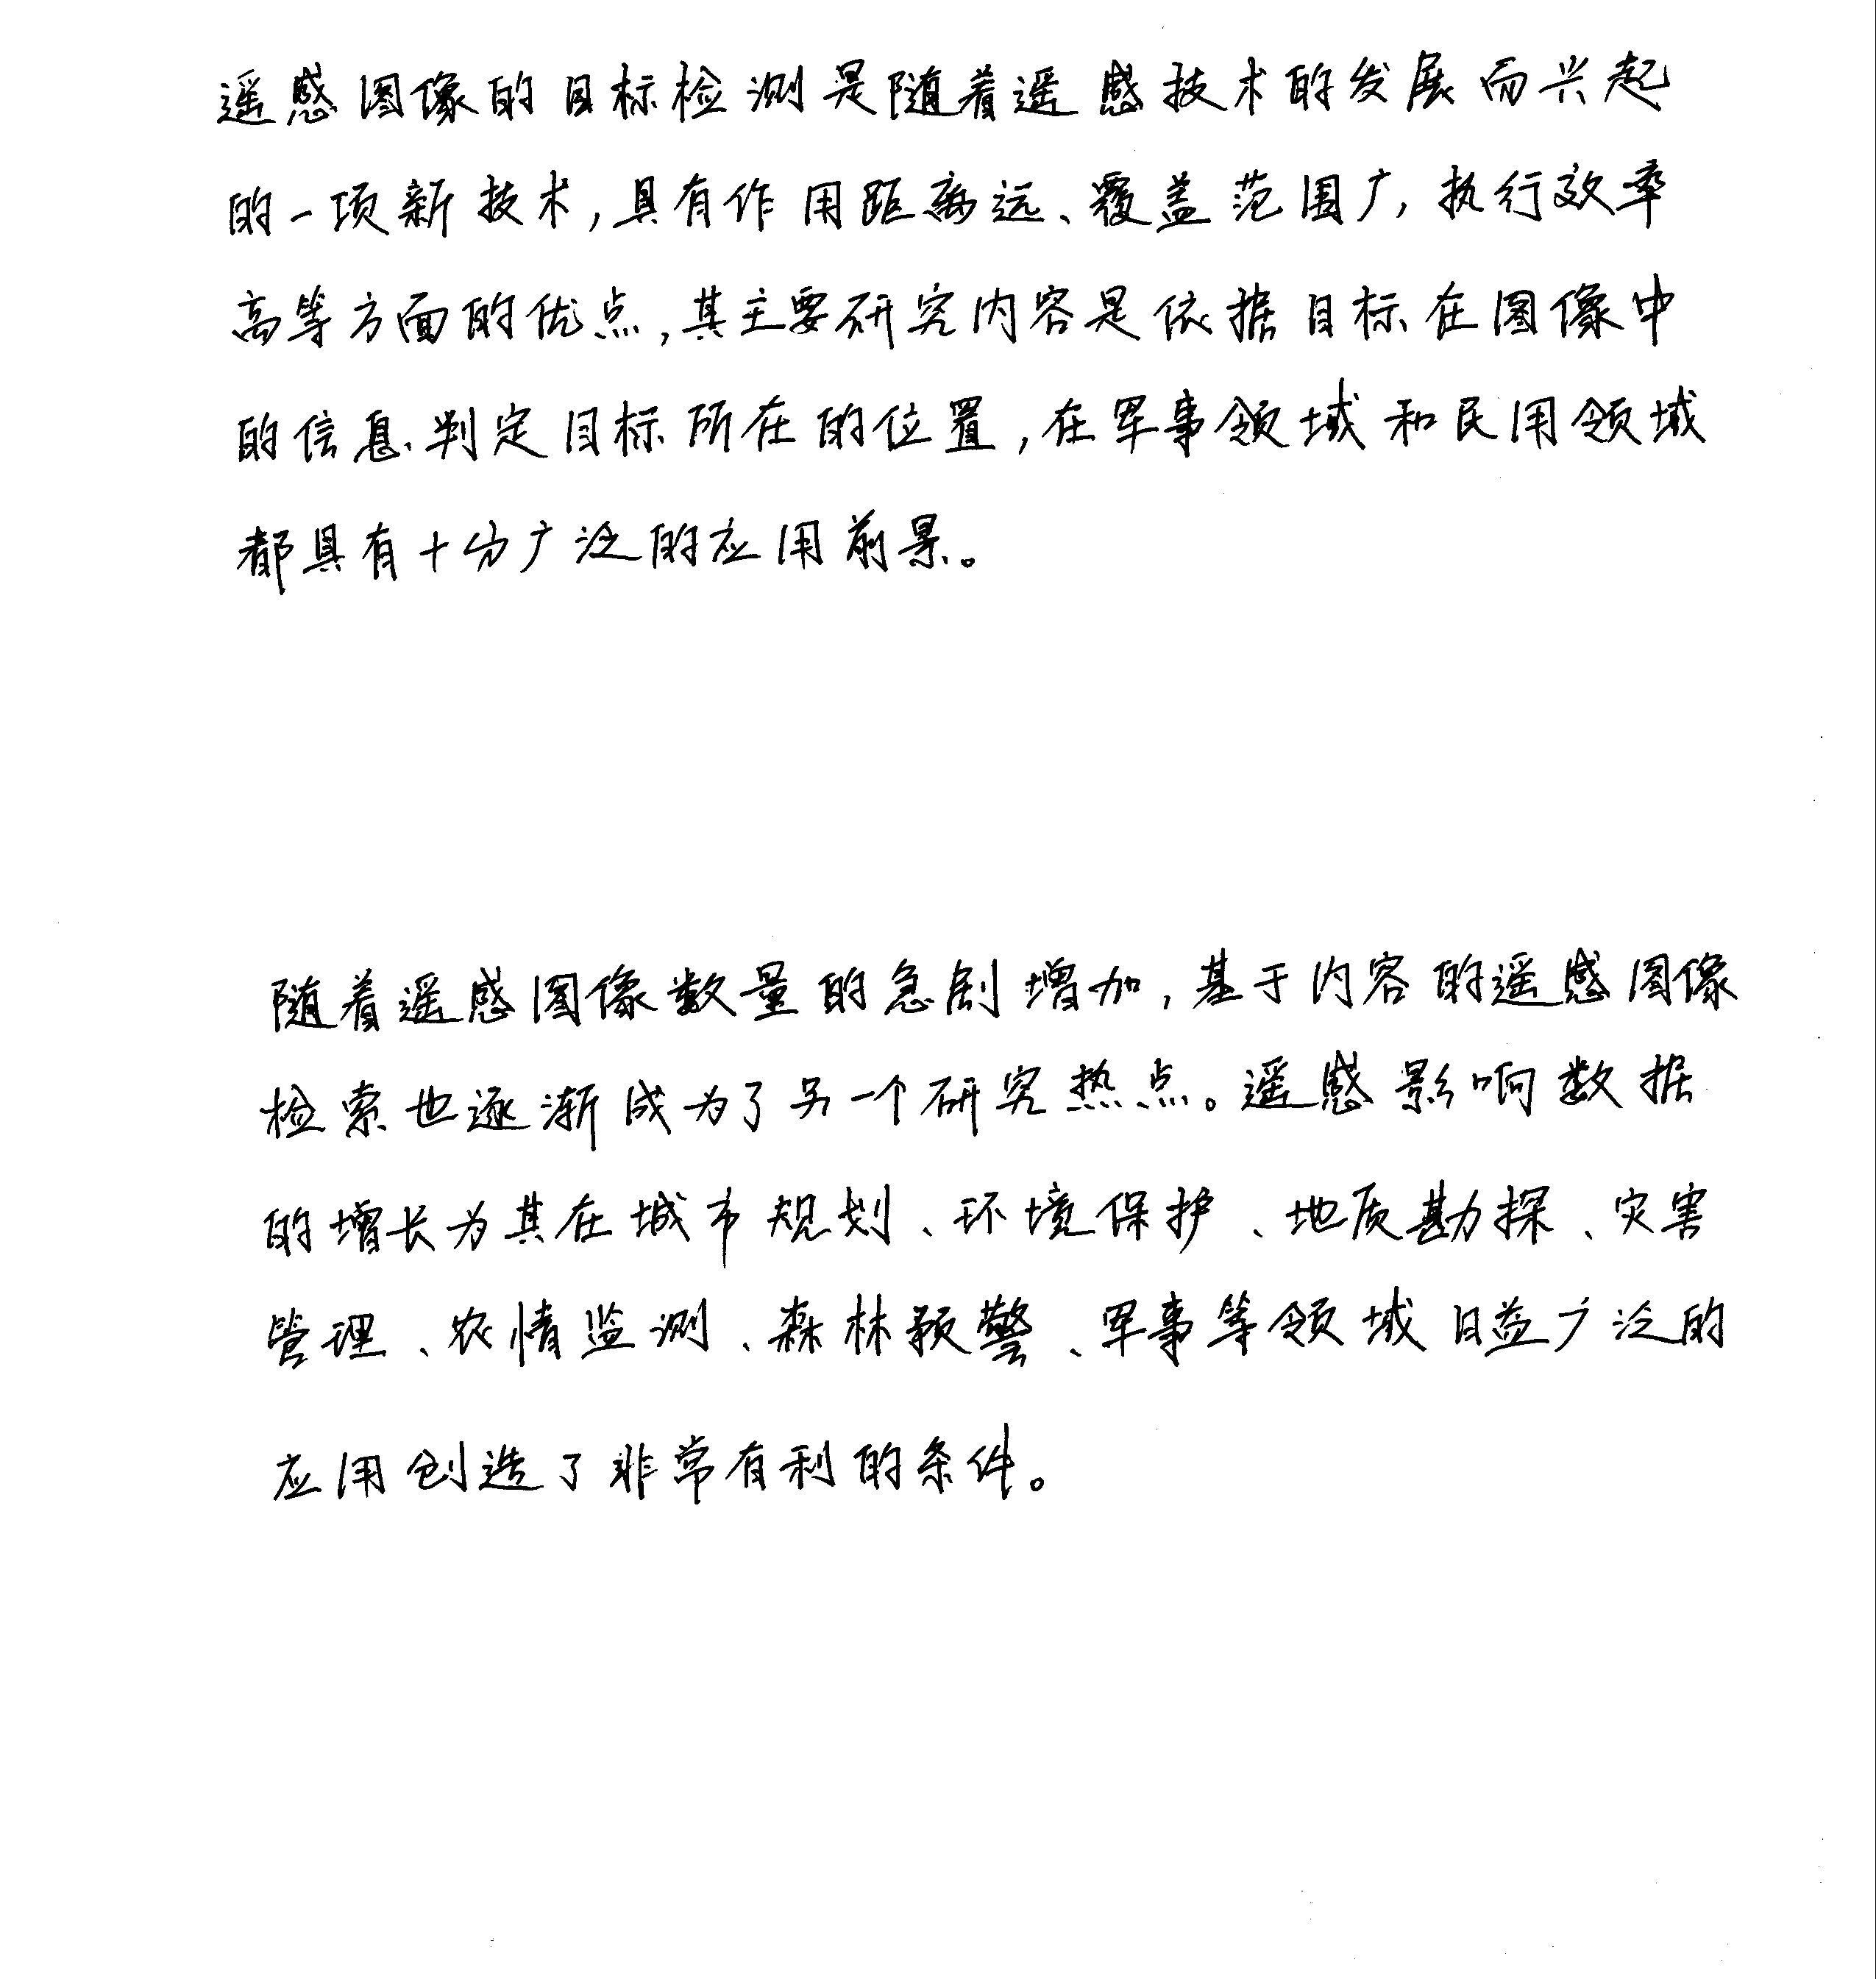 遥感图像的目标检测是随着遥感技术的发展而兴起
的一项新技术,具有作用距离远、覆盖范围广,执行效率
高等方面的优点,其主要研究内容是依据目标在图像中
的信息.判定目标所在的位置,在军事领域和民用领域
都具有十分广泛的应用前景。
随着遥感图像数量的急剧增加,基于内容的遥感图像
检索也逐渐成为了另一个研究热点。遥感影响数据
的增长为其在城市规划、环境保护、地质勘探、灾害
管理、农情监测、森林预警、军事等领域日益广泛的
应用创造了非常有利的条件。